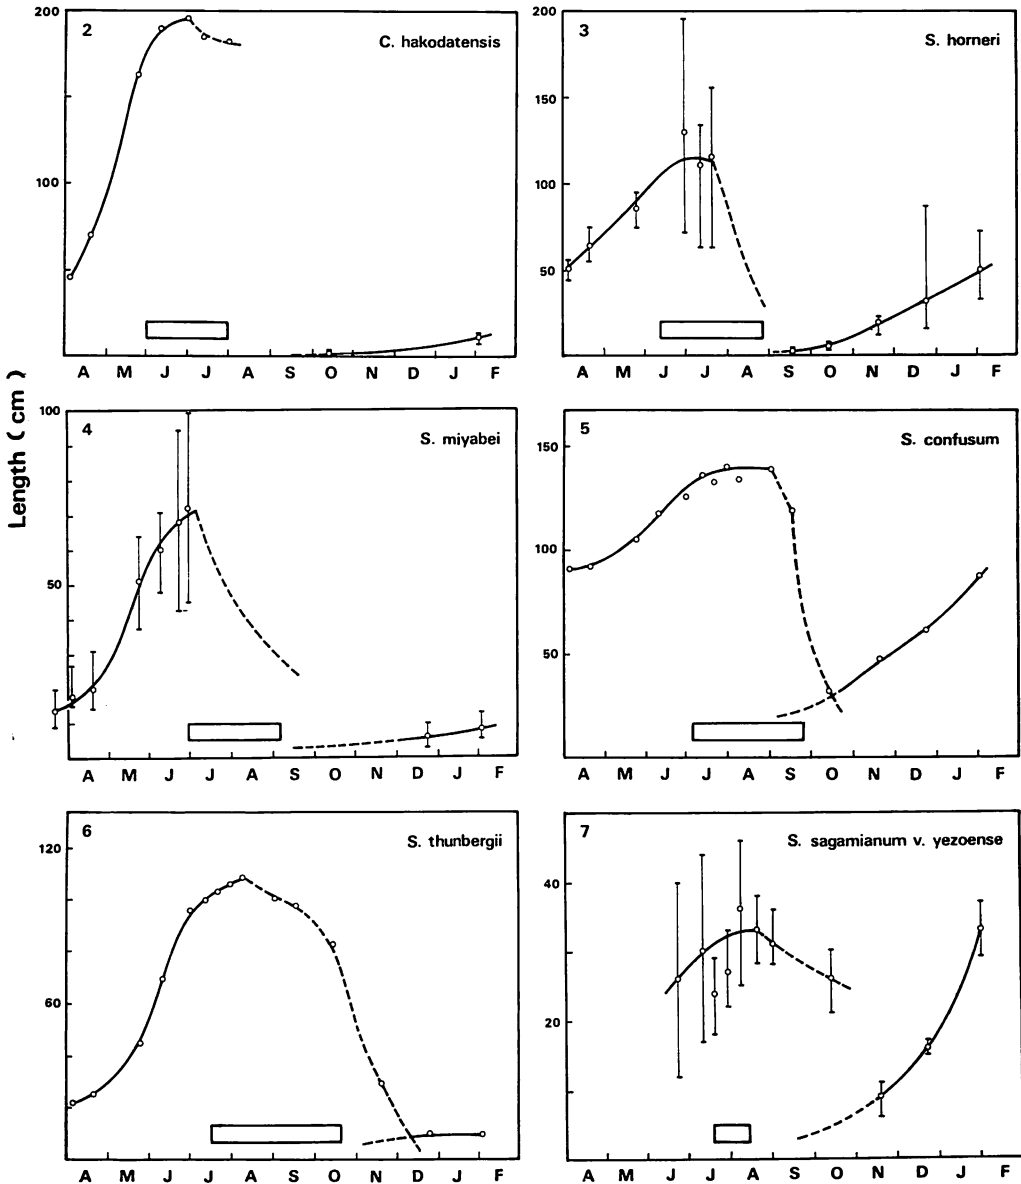 200
2
C. hakodatensis
100
A M J J A S O N D J F
200
3
S. horneri
150
100
50
A M J J A S O N D J F
Length (cm)
100
4
S. miyabei
50
A M J J A S O N D J F
5
S. confusum
150
100
50
A M J J A S O N D J F
6
S. thunbergii
120
60
A M J J A S O N D J F
7
S. sagamianum v. yezoense
40
20
A M J J A S O N D J F